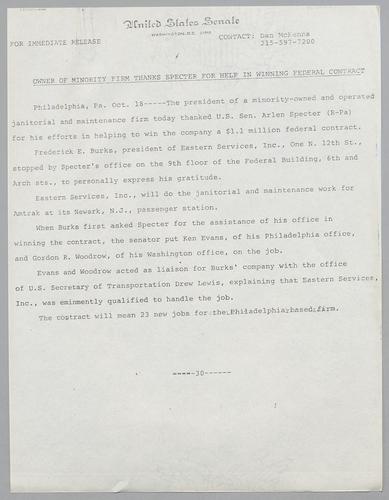 United States Senate
WASHINGTON, D.C. 20510
FOR IMMEDIATE RELEASE
CONTACT: Dan McKenna
215-597-7200
OWNER OF MINORITY FIRM THANKS SPECTER FOR HELP IN WINNING FEDERAL CONTRACT
Philadelphia, Pa. Oct. 18-----The president of a minority-owned and operated
janitorial and maintenance firm today thanked U.S. Sen. Arlen Specter (R-Pa)
for his efforts in helping to win the company a $1.1 million federal contract.
Frederick E. Burks, president of Eastern Services, Inc., One N. 12th St.,
stopped by Specter's office on the 9th floor of the Federal Building, 6th and
Arch sts., to personally express his gratitude.
Eastern Services, Inc., will do the janitorial and maintenance work for
Amtrak at its Newark, N.J., passenger station.
When Burks first asked Specter for the assistance of his office in
winning the contract, the senator put Ken Evans, of his Philadelphia office,
and Gordon R. Woodrow, of his Washington office, on the job.
Evans and Woodrow acted as liaison for Burks' company with the office
of U.S. Secretary of Transportation Drew Lewis, explaining that Eastern Services,
Inc., was eminmently qualified to handle the job.
The contract will mean 23 new jobs for the Philadelphia-based firm.
-----30------